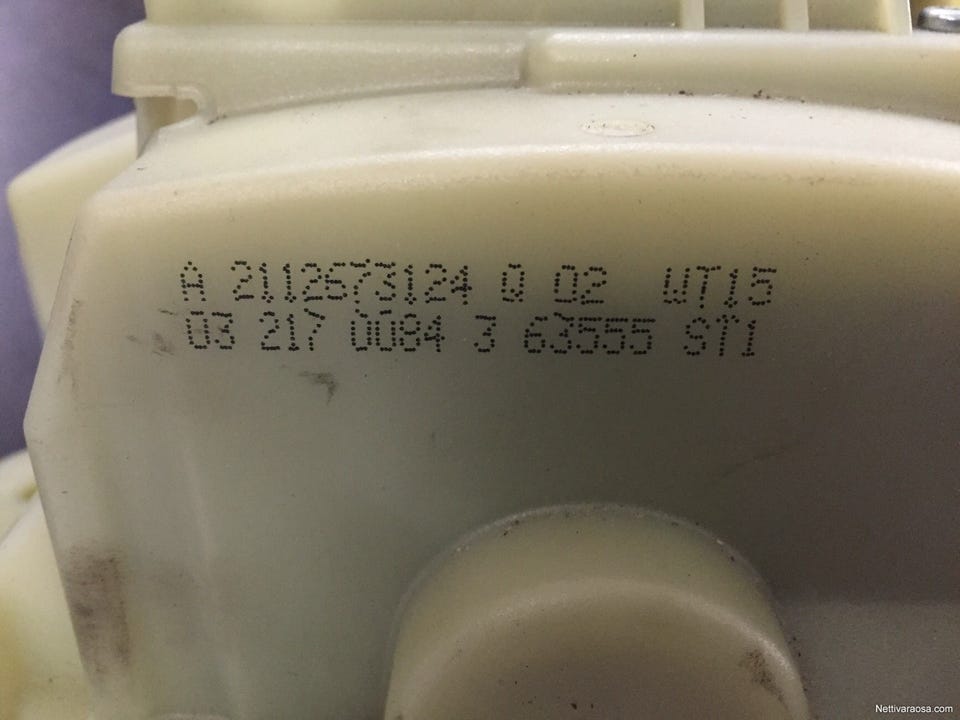 A 2112673124 Q 02 WT15
03 217 0084 3 63555 ST1
Nettivaraosa.com